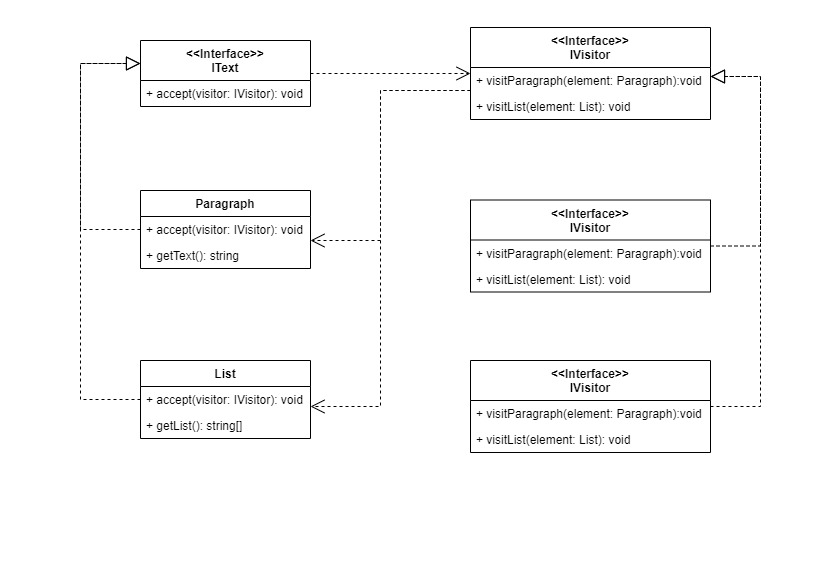 <<Interface>>
IText
+ accept(visitor: IVisitor): void
<<Interface>>
IVisitor
+ visitParagraph(element: Paragraph):void
+ visitList(element: List): void
Paragraph
+ accept(visitor: IVisitor): void
+ getText(): string
<<Interface>>
IVisitor
+ visitParagraph(element: Paragraph):void
+ visitList(element: List): void
List
+ accept(visitor: IVisitor): void
+ getList(): string[]
<<Interface>>
IVisitor
+ visitParagraph(element: Paragraph):void
+ visitList(element: List): void